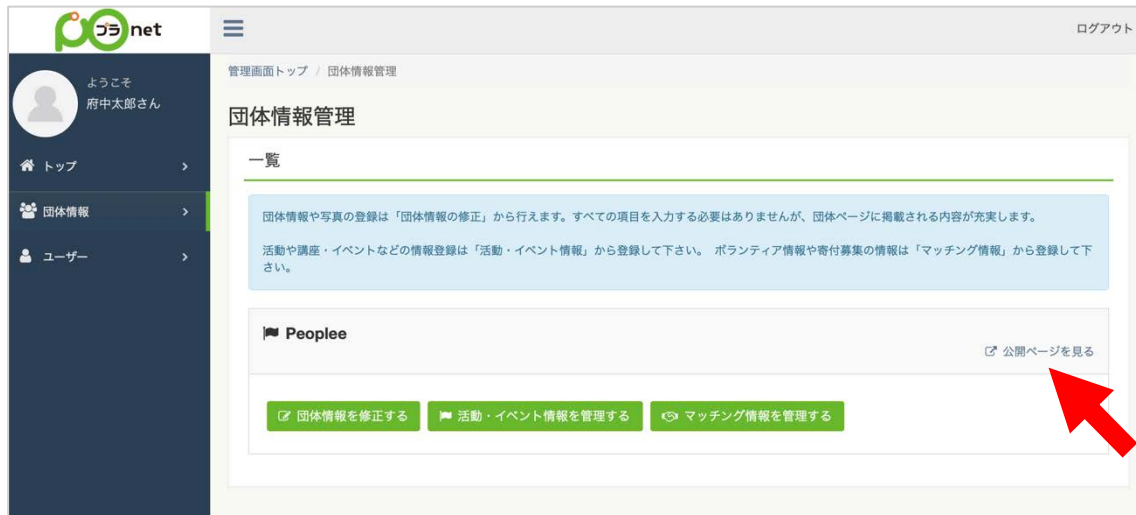 プラnet
ログアウト
ようこそ
府中太郎さん
トップ
団体情報
ユーザー
管理画面トップ / 団体情報管理
団体情報管理
一覧
団体情報や写真の登録は「団体情報の修正」から行えます。すべての項目を入力する必要はありませんが、団体ページに掲載される内容が充実します。
活動や講座・イベントなどの情報登録は「活動・イベント情報」から登録して下さい。 ボランティア情報や寄付募集の情報は「マッチング情報」から登録して下
さい。
Peoplee
公開ページを見る
団体情報を修正する 活動・イベント情報を管理する マッチング情報を管理する